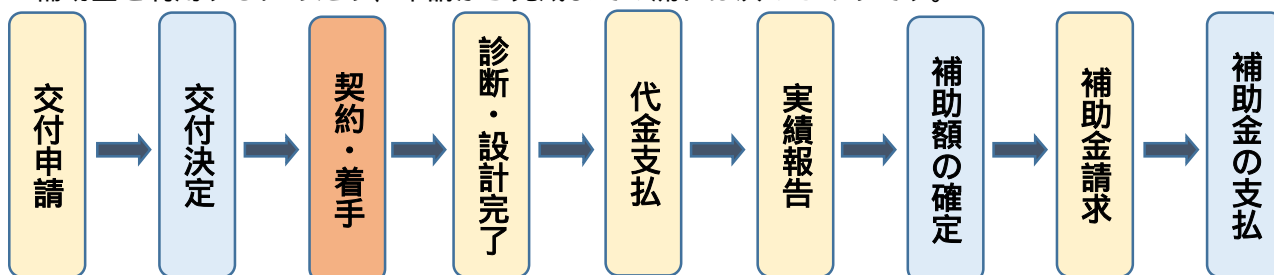 交付申請
交付決定
契約・着手
診断・設計完了
代金支払
実績報告
補助額の確定
補助金請求
補助金の支払